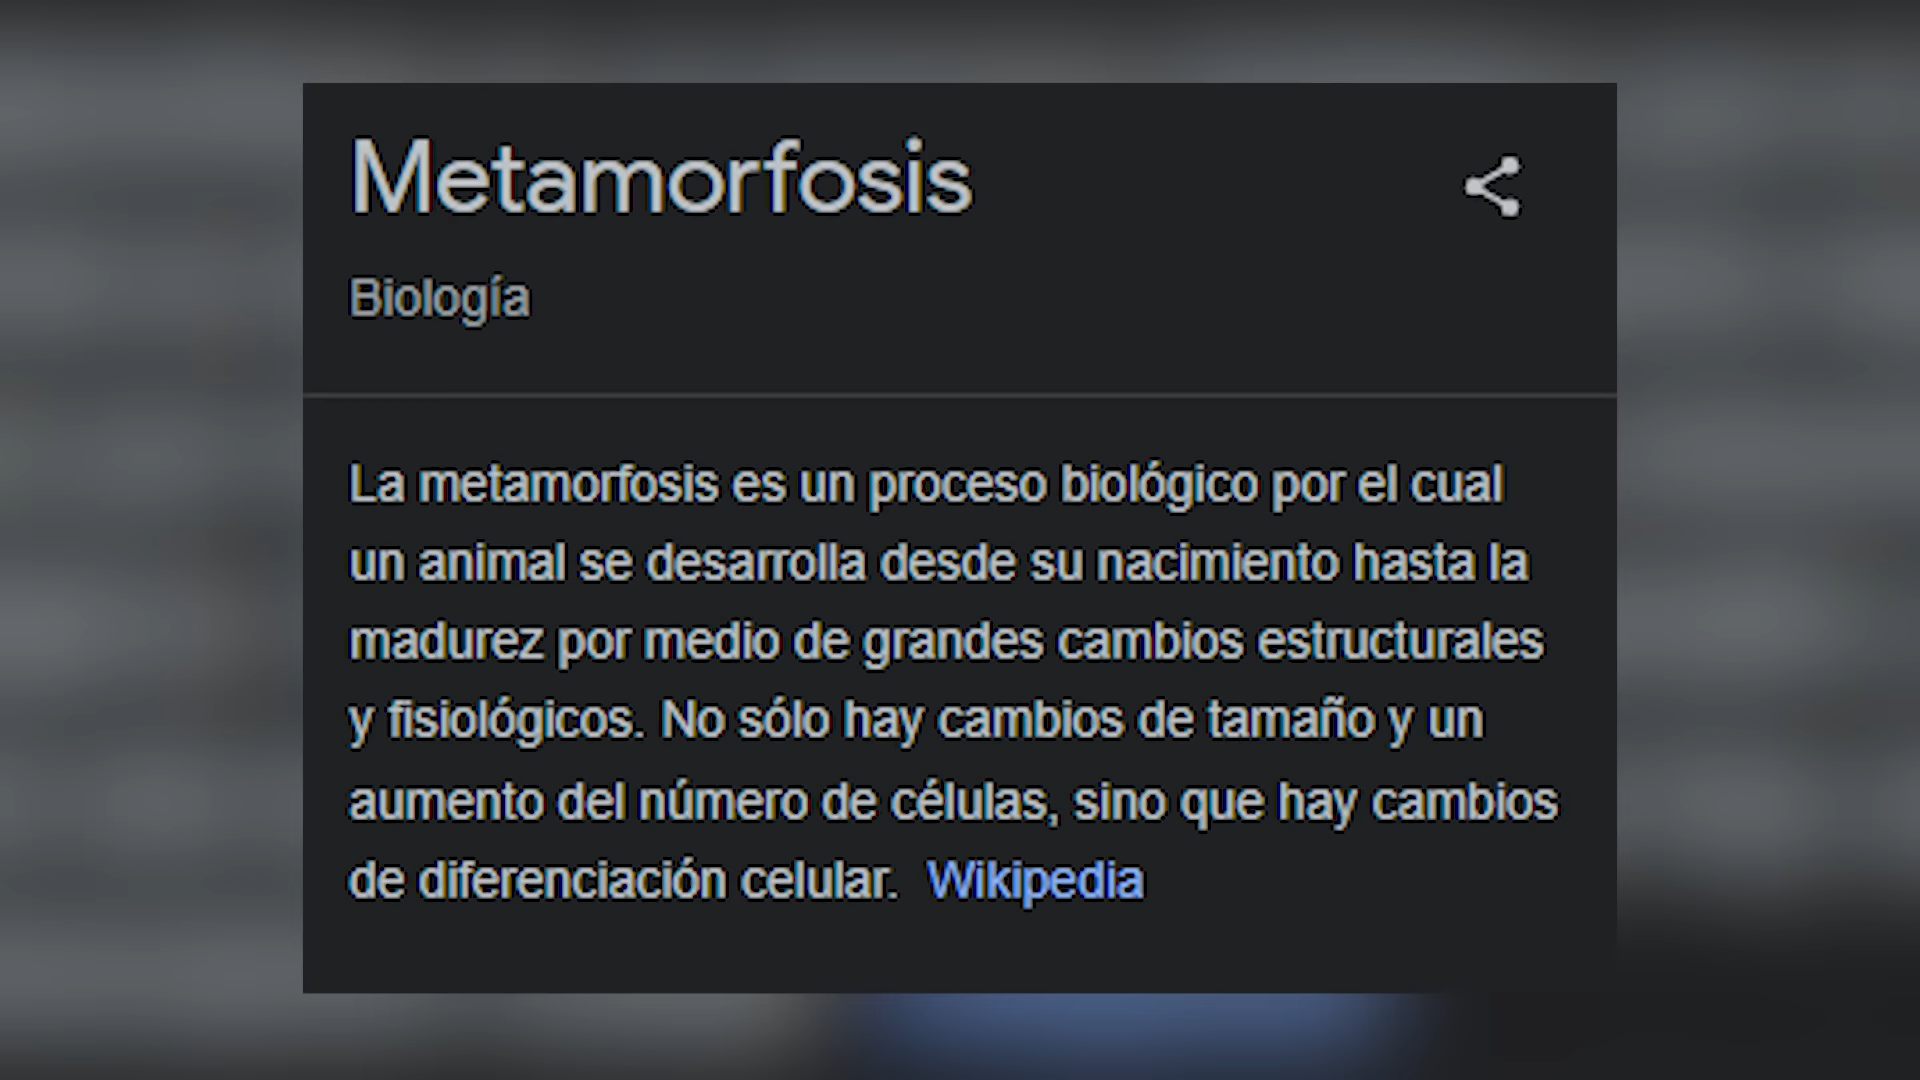 Metamorfosis
Biología
La metamorfosis es un proceso biológico por el cual
un animal se desarrolla desde su nacimiento hasta la
madurez por medio de grandes cambios estructurales
y fisiológicos. No sólo hay cambios de tamaño y un
aumento del número de células, sino que hay cambios
de diferenciación celular. Wikipedia